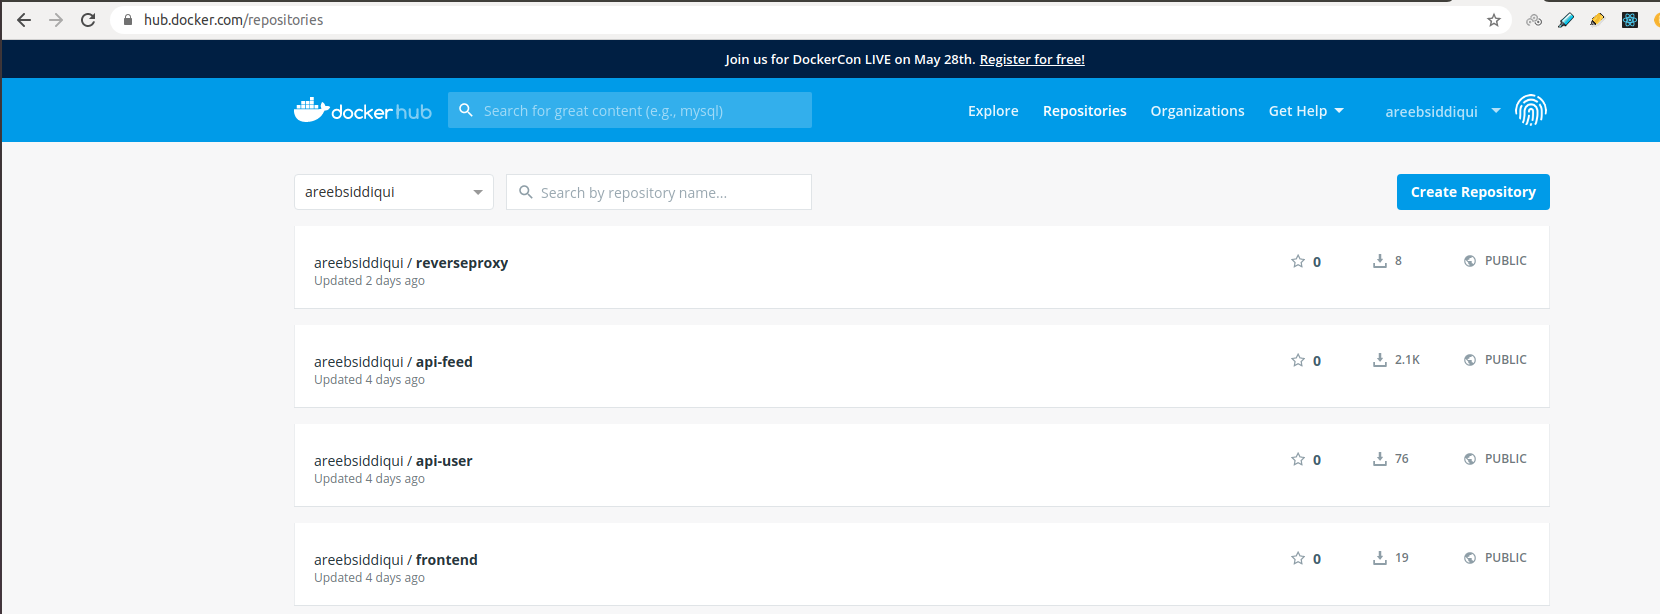 hub.docker.com/repositories
Join us for DockerCon LIVE on May 28th. Register for free!
dockerhub
Search for great content (e.g., mysql)
Explore
Repositories
Organizations
Get Help
areebsiddiqui
areebsiddiqui
Search by repository name...
Create Repository
areebsiddiqui / reverseproxy
0
8
PUBLIC
Updated 2 days ago
areebsiddiqui / api-feed
0
2.1K
PUBLIC
Updated 4 days ago
areebsiddiqui / api-user
0
76
PUBLIC
Updated 4 days ago
areebsiddiqui / frontend
0
19
PUBLIC
Updated 4 days ago